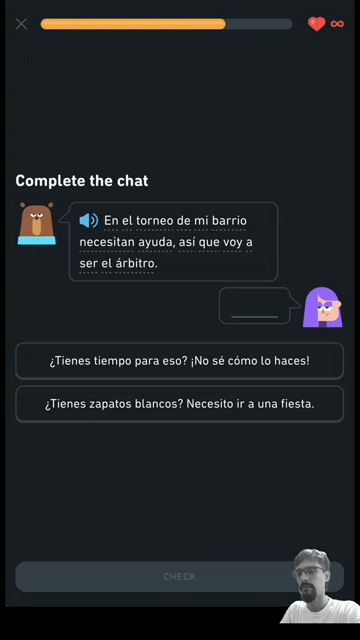 Complete the chat
En el torneo de mi barrio
necesitan ayuda, así que voy a
ser el árbitro.
¿Tienes tiempo para eso? ¡No sé cómo lo haces!
¿Tienes zapatos blancos? Necesito ir a una fiesta.
CHECK